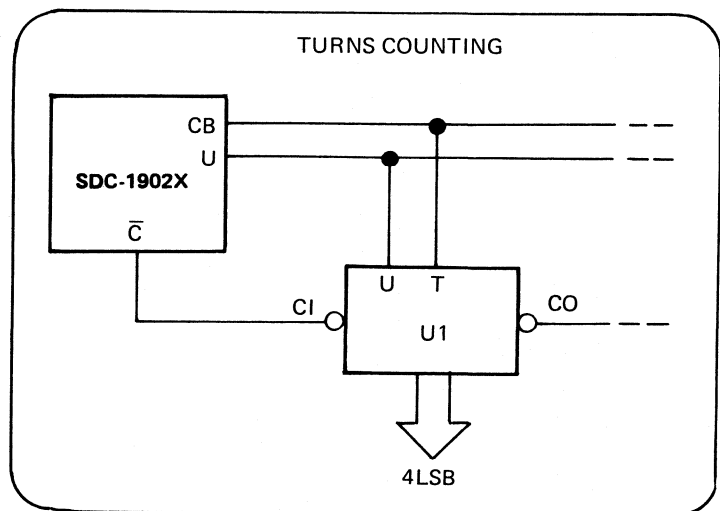 TURNS COUNTING
CB
U
SDC-1902X
C̅
U T
CI
CO
U1
4LSB